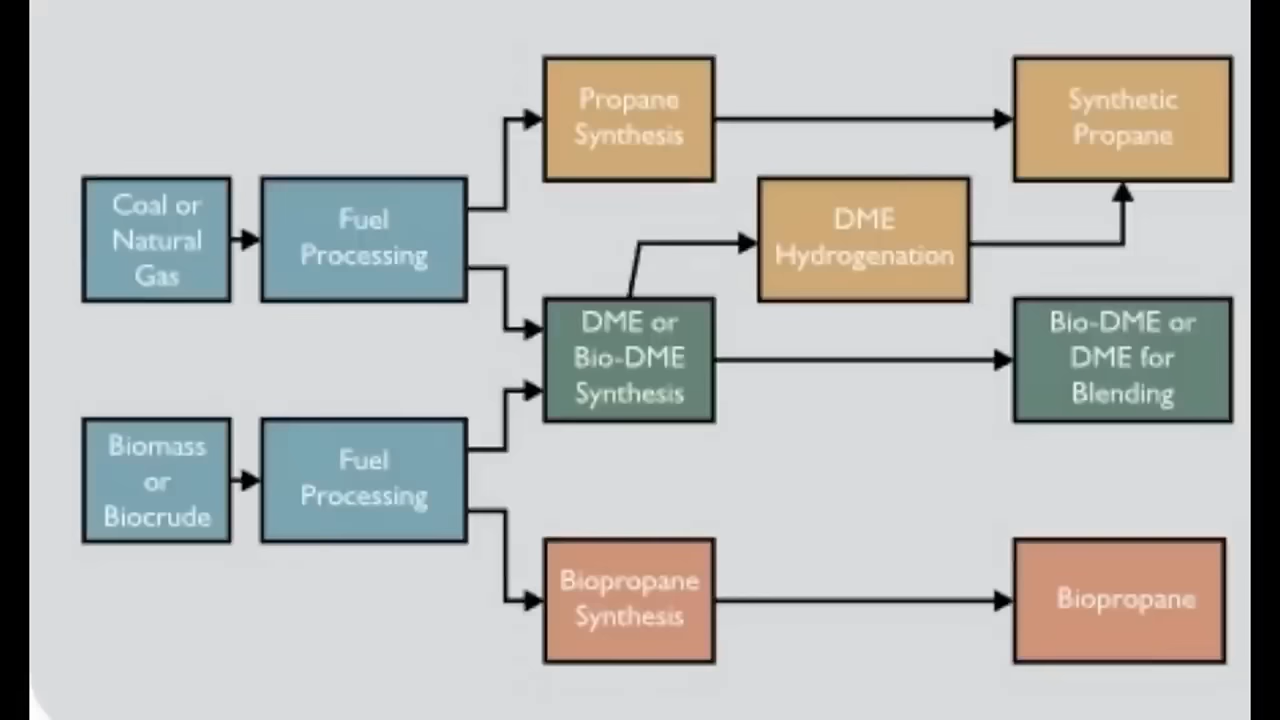 Propane
Synthesis
Synthetic
Propane
Coal or
Natural
Gas
Fuel
Processing
DME
Hydrogenation
DME or
Bio-DME
Synthesis
Bio-DME or
DME for
Blending
Biomass
or
Biocrude
Fuel
Processing
Biopropane
Synthesis
Biopropane